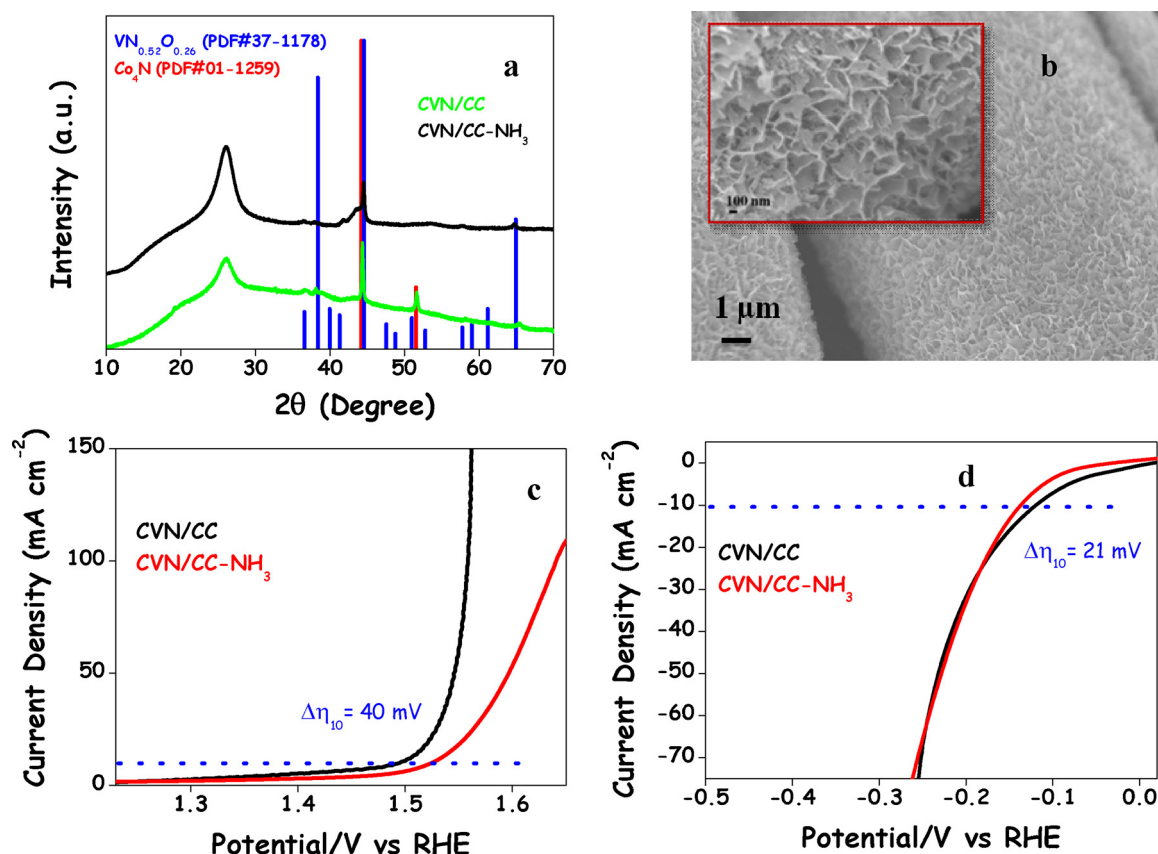 VN₀.₅₂O₀.₂₆ (PDF#37-1178)
Co₄N (PDF#01-1259)
a
CVN/CC
CVN/CC-NH₃
Intensity (a.u.)
10 20 30 40 50 60 70
2θ (Degree)
b
100 nm
1 μm
150
100
50
0
c
CVN/CC
CVN/CC-NH₃
Δη₁₀= 40 mV
Current Density (mA cm⁻²)
1.3 1.4 1.5 1.6
Potential/V vs RHE
0
-10
-20
-30
-40
-50
-60
-70
d
Δη₁₀= 21 mV
CVN/CC
CVN/CC-NH₃
Current Density (mA cm⁻²)
-0.5 -0.4 -0.3 -0.2 -0.1 0.0
Potential/V vs RHE